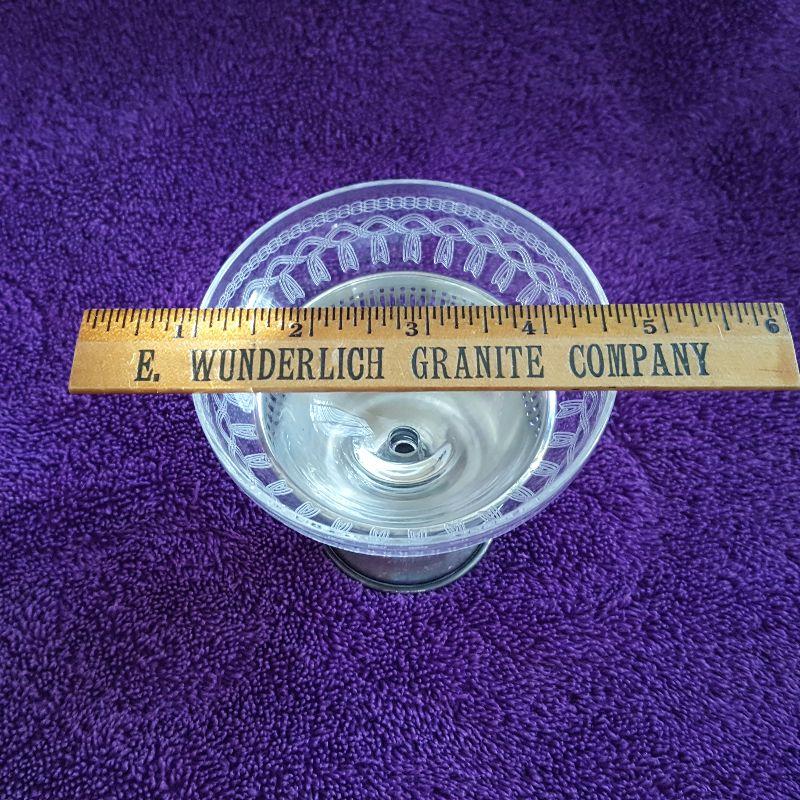 1 2 3 4 5 6
E. WUNDERLICH GRANITE COMPANY